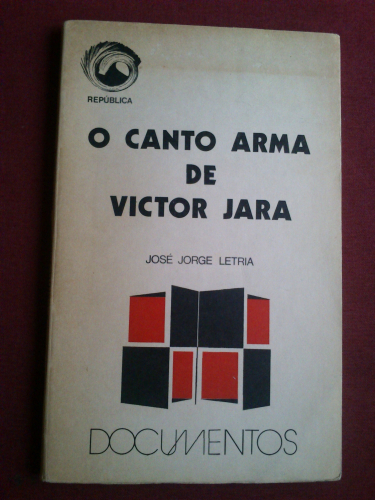 REPÚBLICA
O CANTO ARMA
DE
VICTOR JARA
JOSÉ JORGE LETRIA
DOCUMENTOS